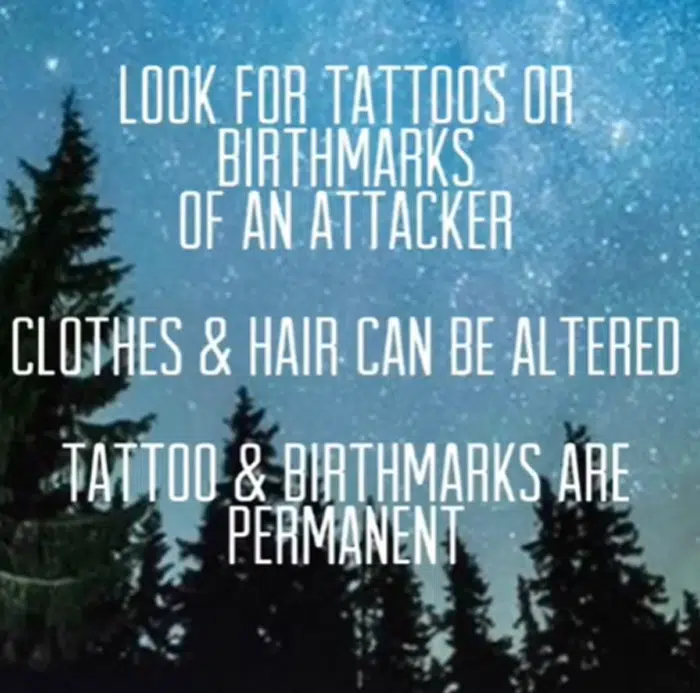 LOOK FOR TATTOOS OR
BIRTHMARKS
OF AN ATTACKER
CLOTHES & HAIR CAN BE ALTERED
TATTOO & BIRTHMARKS ARE
PERMANENT